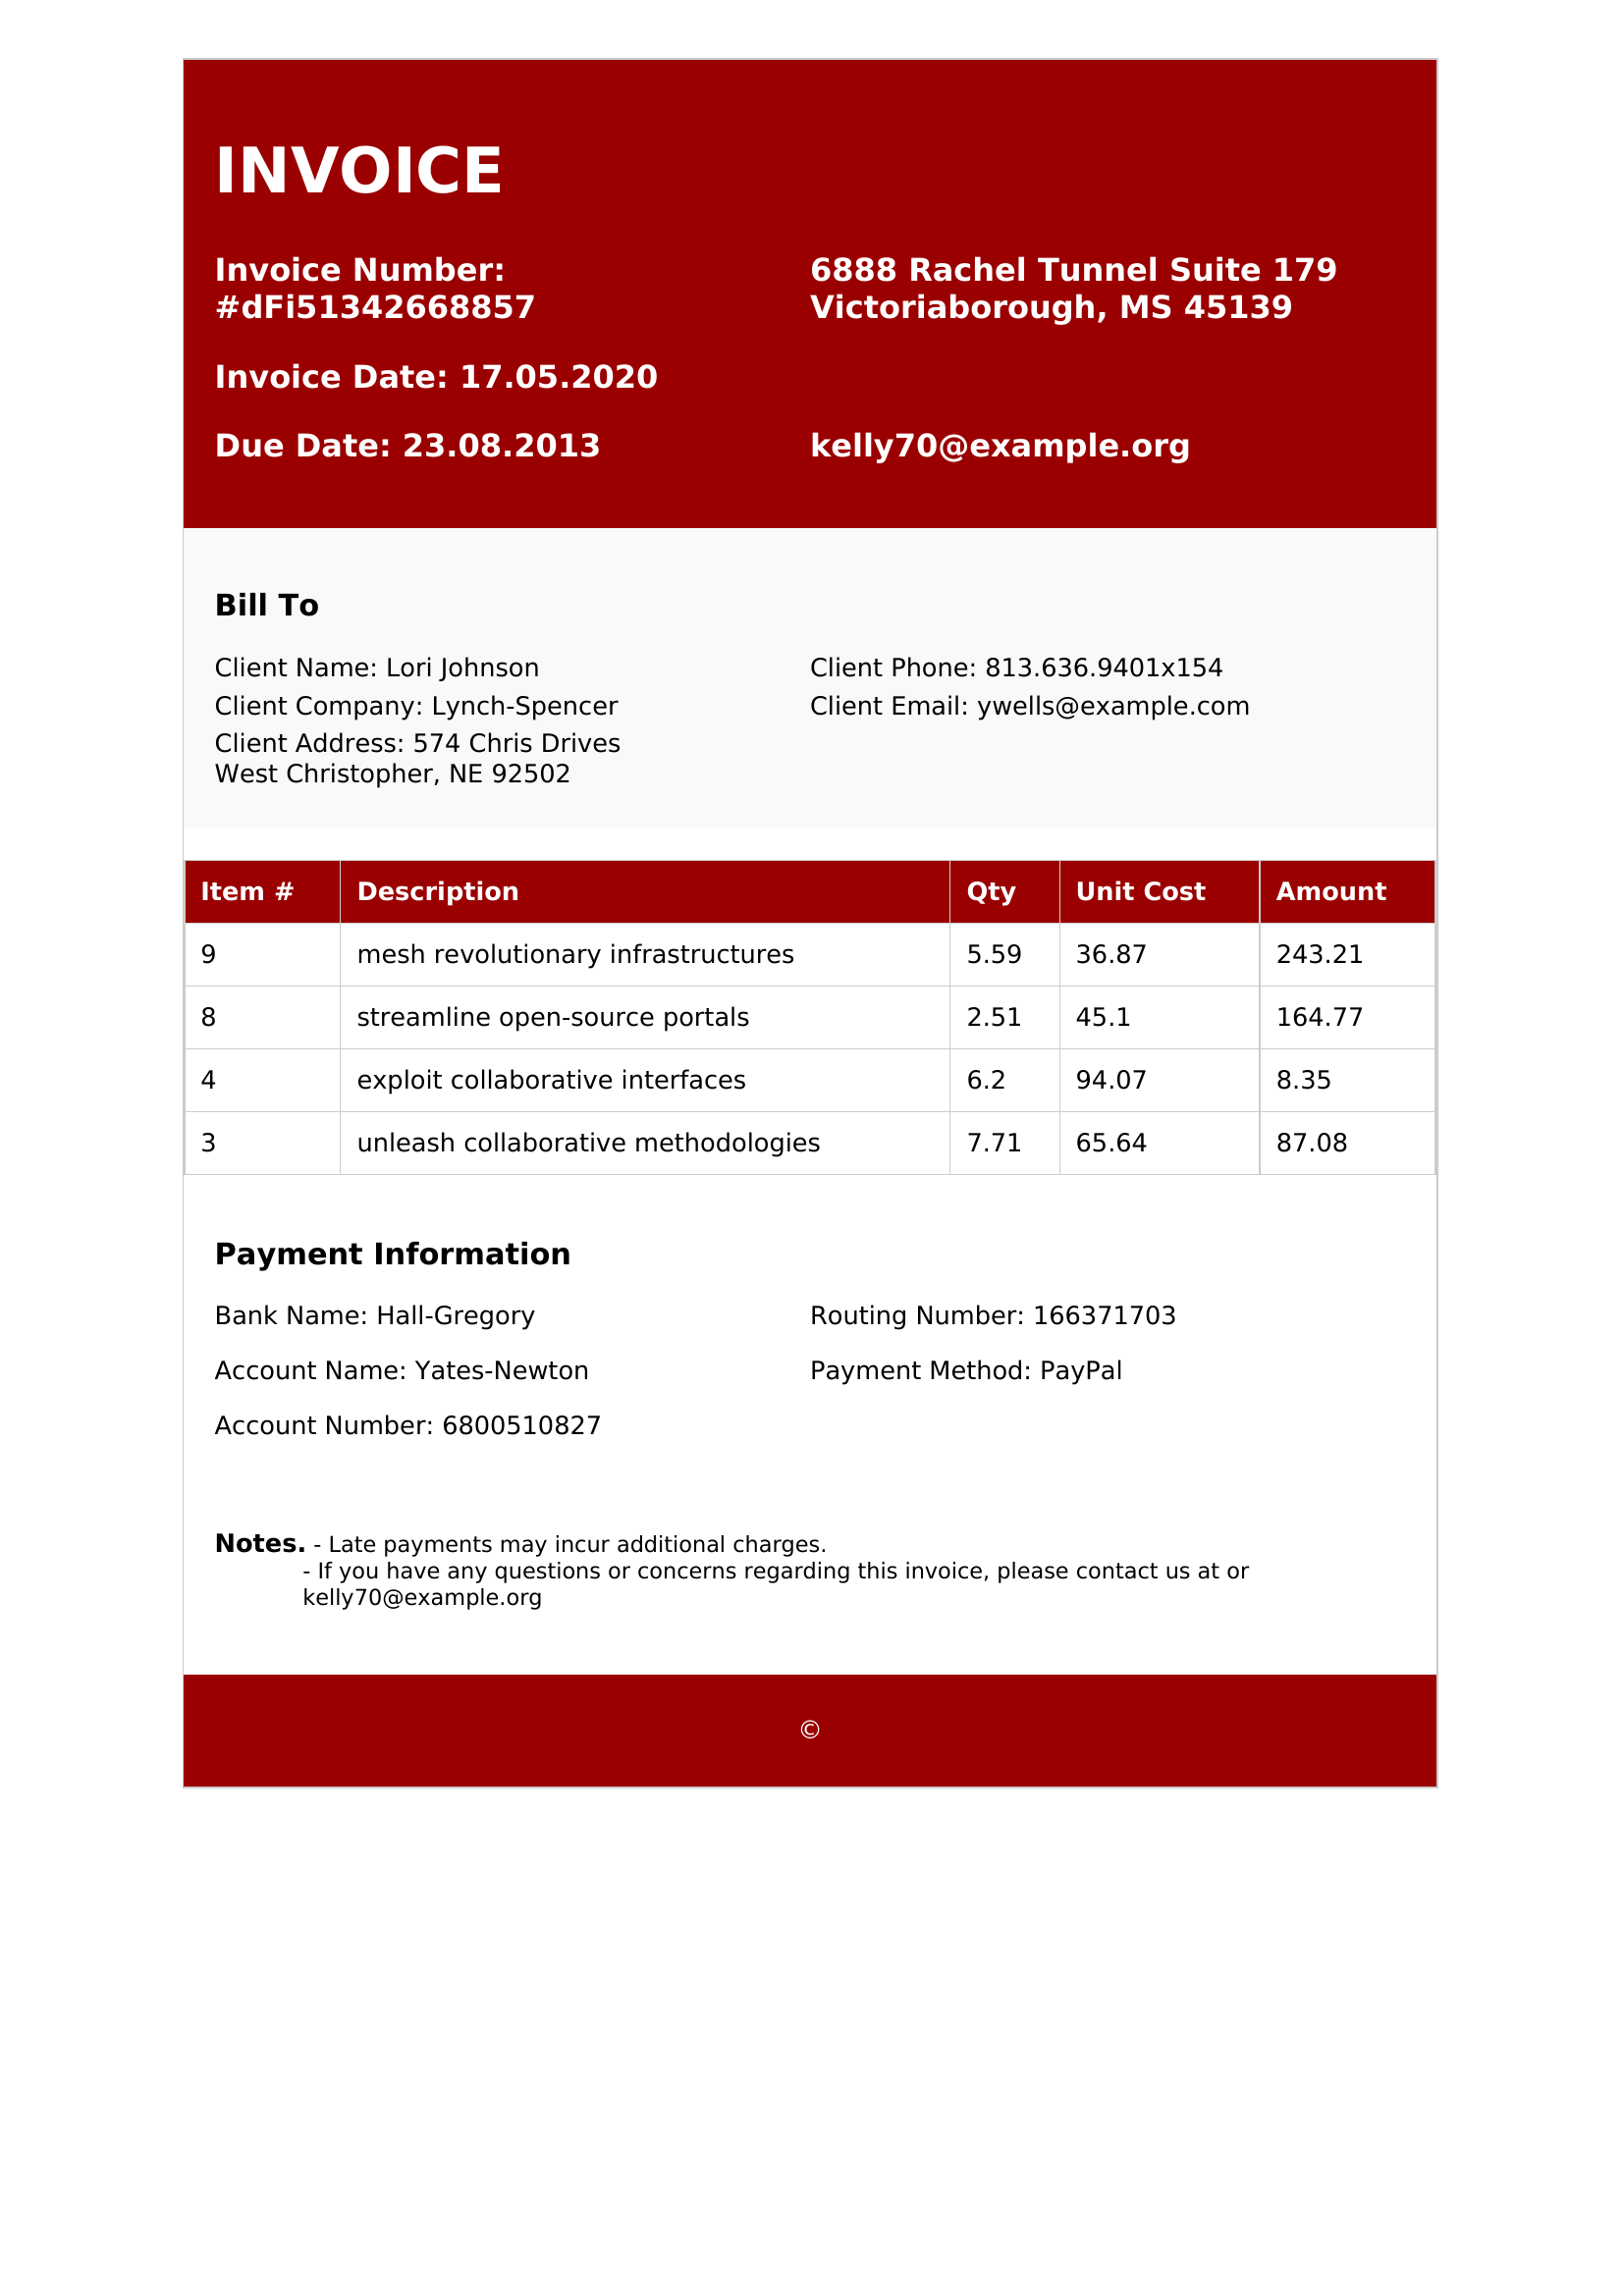 INVOICE
Invoice Number:
#dFi51342668857
6888 Rachel Tunnel Suite 179
Victoriaborough, MS 45139
Invoice Date: 17.05.2020
Due Date: 23.08.2013
kelly70@example.org
Bill To
Client Name: Lori Johnson
Client Phone: 813.636.9401x154
Client Company: Lynch-Spencer
Client Email: ywells@example.com
Client Address: 574 Chris Drives
West Christopher, NE 92502
Item # Description Qty Unit Cost Amount
9 mesh revolutionary infrastructures 5.59 36.87 243.21
8 streamline open-source portals 2.51 45.1 164.77
4 exploit collaborative interfaces 6.2 94.07 8.35
3 unleash collaborative methodologies 7.71 65.64 87.08
Payment Information
Bank Name: Hall-Gregory
Routing Number: 166371703
Account Name: Yates-Newton
Payment Method: PayPal
Account Number: 6800510827
Notes. - Late payments may incur additional charges.
- If you have any questions or concerns regarding this invoice, please contact us at or
kelly70@example.org
©